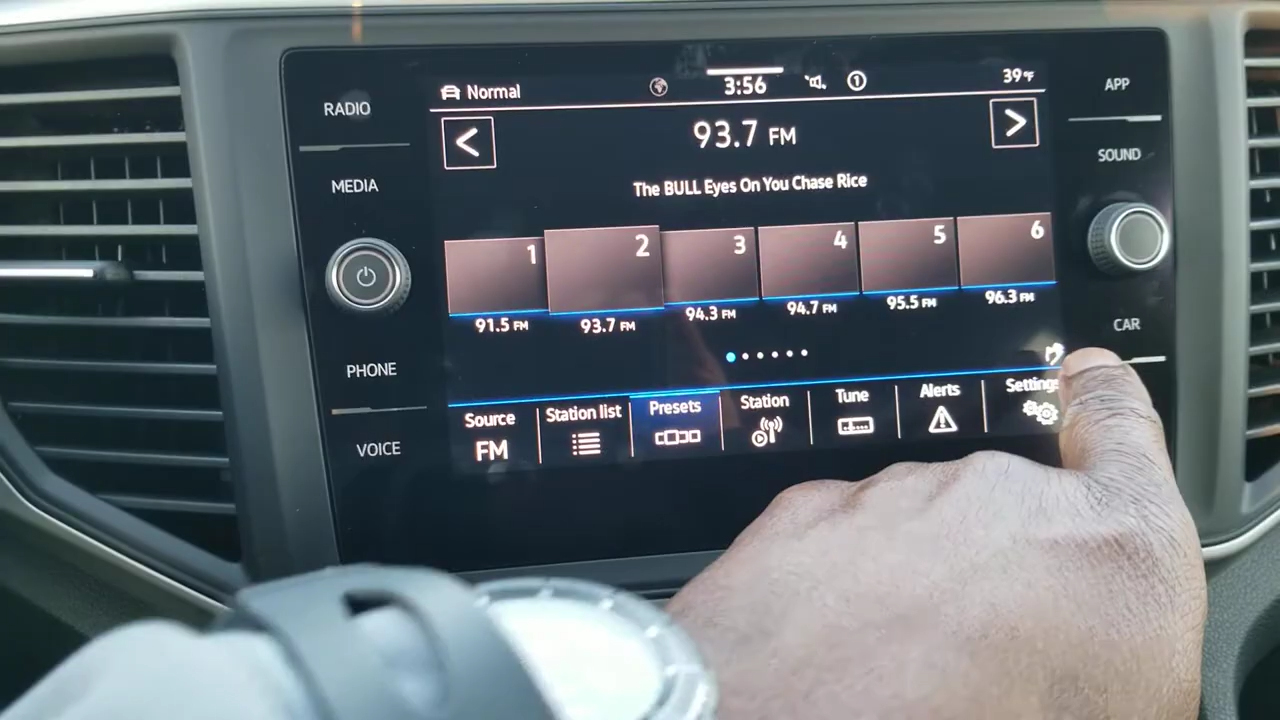 RADIO
MEDIA
PHONE
VOICE
Normal
3:56
1
39°F
93.7 FM
The BULL Eyes On You Chase Rice
1
2
3
4
5
6
91.5 FM
93.7 FM
94.3 FM
94.7 FM
95.5 FM
96.3 FM
Source
FM
Station list
Presets
Station
Tune
Alerts
Settings
APP
SOUND
CAR